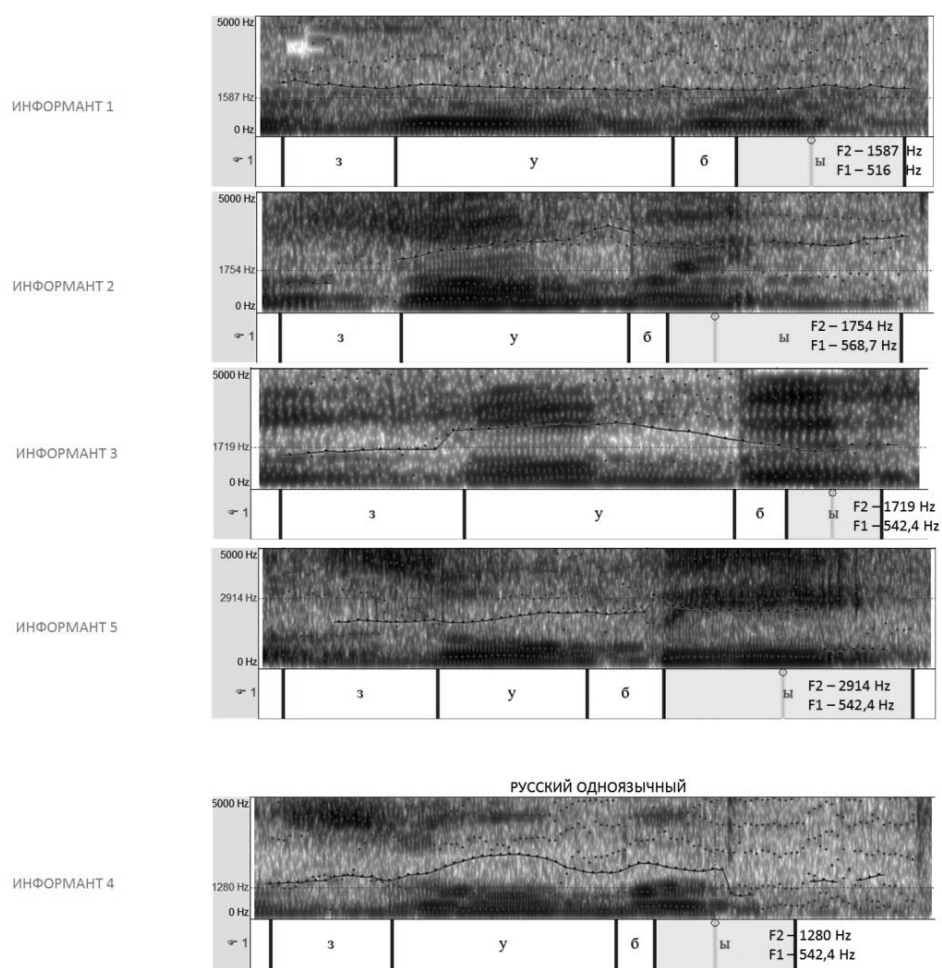 5000 Hz
ИНФОРМАНТ 1
1587 Hz
0 Hz
1 з у б ы F2 – 1587 Hz
F1 – 516 Hz
5000 Hz
ИНФОРМАНТ 2
1754 Hz
0 Hz
1 з у б ы F2 – 1754 Hz
F1 – 568,7 Hz
5000 Hz
ИНФОРМАНТ 3
1719 Hz
0 Hz
1 з у б ы F2 – 1719 Hz
F1 – 542,4 Hz
5000 Hz
2914 Hz
ИНФОРМАНТ 5
0 Hz
1 з у б ы F2 – 2914 Hz
F1 – 542,4 Hz
РУССКИЙ ОДНОЯЗЫЧНЫЙ
5000 Hz
ИНФОРМАНТ 4
1280 Hz
0 Hz
1 з у б ы F2 – 1280 Hz
F1 – 542,4 Hz